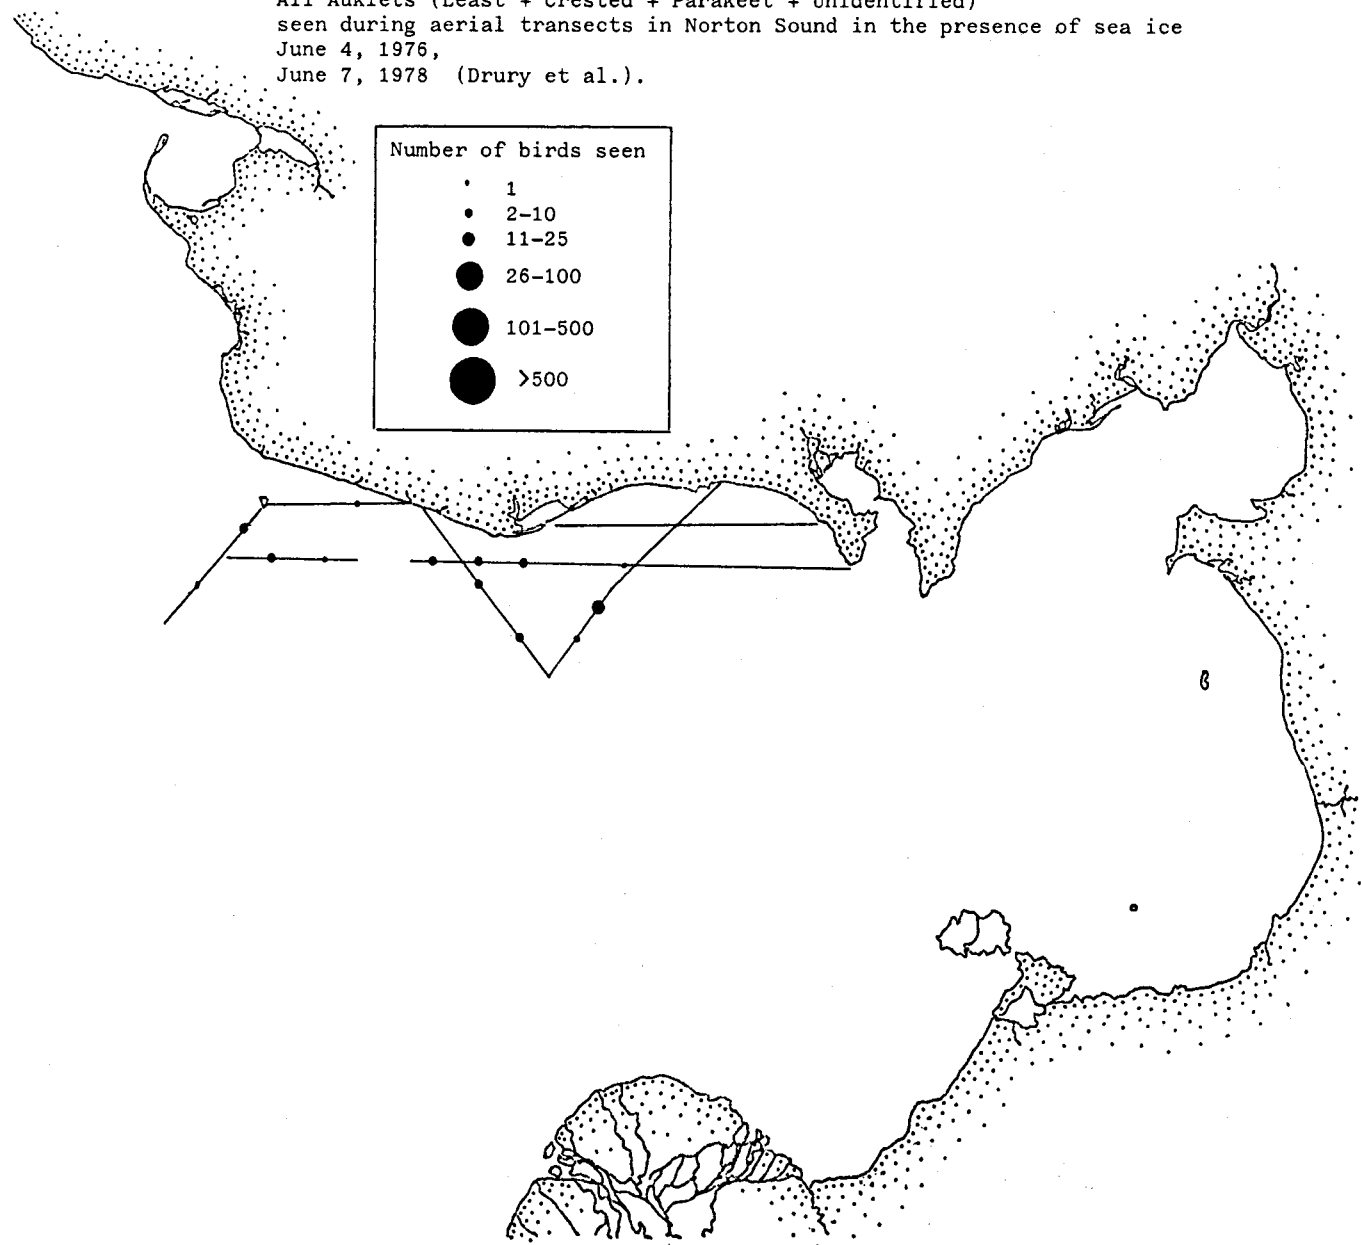 All Auklets (Least + Crested + Parakeet + Unidentified)
seen during aerial transects in Norton Sound in the presence of sea ice
June 4, 1976,
June 7, 1978 (Drury et al.).
Number of birds seen
1
2-10
11-25
26-100
101-500
>500